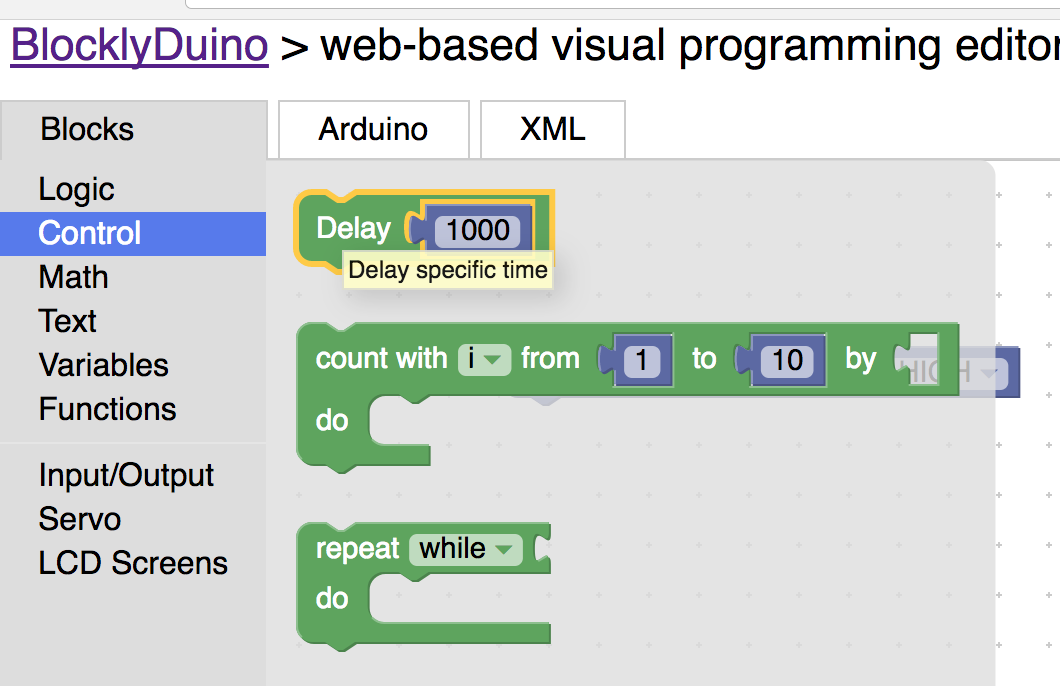 BlocklyDuino > web-based visual programming editor
Blocks
Arduino
XML
Logic
Control
Math
Text
Variables
Functions
Input/Output
Servo
LCD Screens
Delay 1000
Delay specific time
count with i from 1 to 10 by
HIGH
do
repeat while
do